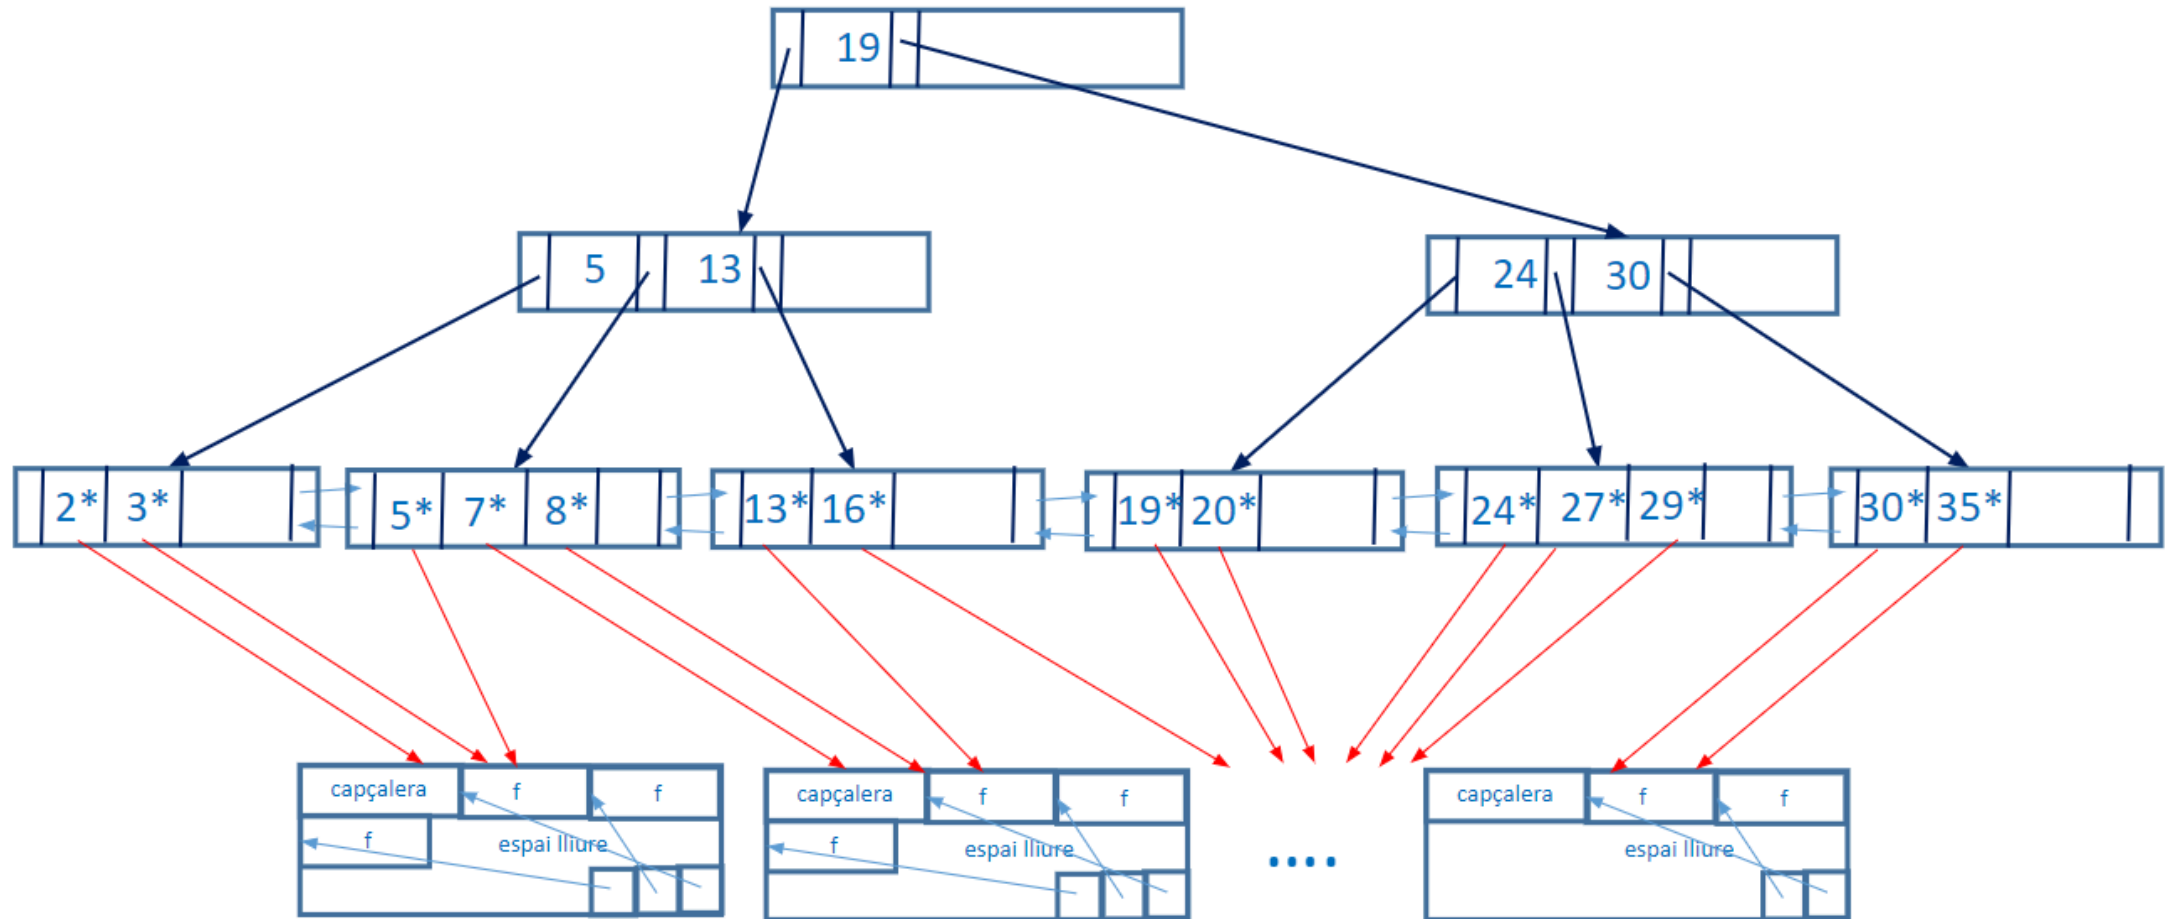 19
5 13
24 30
2* 3*
5* 7* 8*
13* 16*
19* 20*
24* 27* 29*
30* 35*
capçalera f f
f espai lliure
capçalera f f
f espai lliure
....
capçalera f f
espai lliure